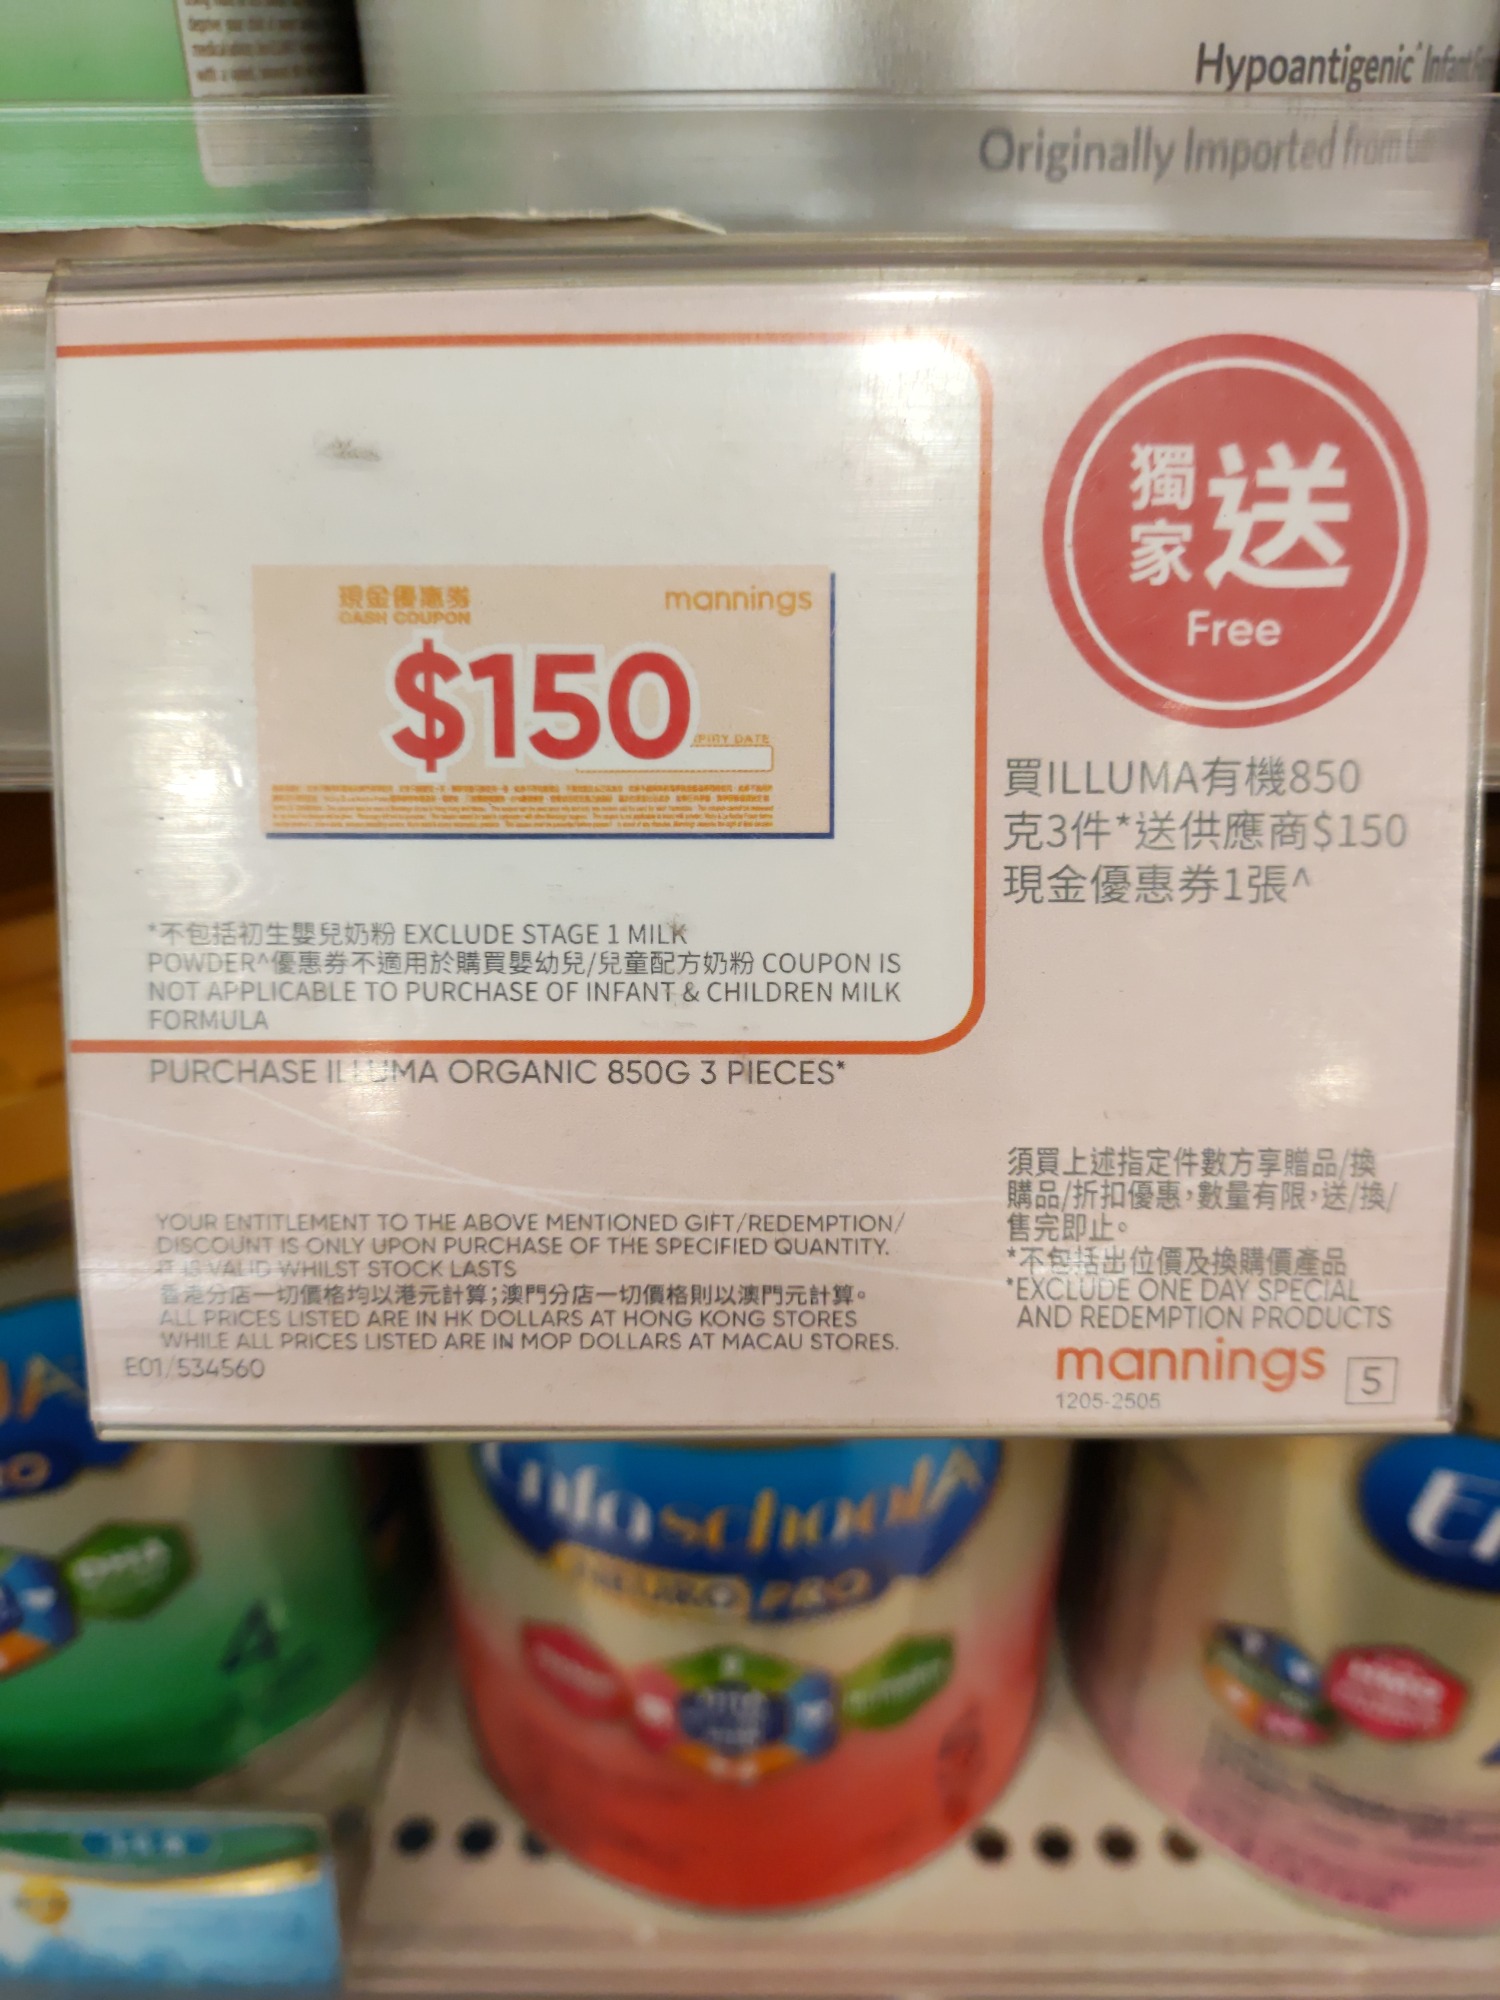 Hypoantigenic Infant
Originally Imported from
獨家送
Free
現金優惠券
CASH COUPON
mannings
$150
PIRY DATE
買ILLUMA有機850
克3件*送供應商$150
現金優惠券1張^
*不包括初生嬰兒奶粉 EXCLUDE STAGE 1 MILK
POWDER^優惠券不適用於購買嬰幼兒/兒童配方奶粉 COUPON IS
NOT APPLICABLE TO PURCHASE OF INFANT & CHILDREN MILK
FORMULA
PURCHASE ILLUMA ORGANIC 850G 3 PIECES*
須買上述指定件數方享贈品/換
購品/折扣優惠,數量有限,送/換/
售完即止。
*不包括出位價及換購價產品
*EXCLUDE ONE DAY SPECIAL
AND REDEMPTION PRODUCTS
YOUR ENTITLEMENT TO THE ABOVE MENTIONED GIFT/REDEMPTION/
DISCOUNT IS ONLY UPON PURCHASE OF THE SPECIFIED QUANTITY.
IT IS VALID WHILST STOCK LASTS
香港分店一切價格均以港元計算;澳門分店一切價格則以澳門元計算。
ALL PRICES LISTED ARE IN HK DOLLARS AT HONG KONG STORES
WHILE ALL PRICES LISTED ARE IN MOP DOLLARS AT MACAU STORES.
E01/534560
mannings 5
1205-2505
EnfaschoolA+
NEURO PRO
DHA
4